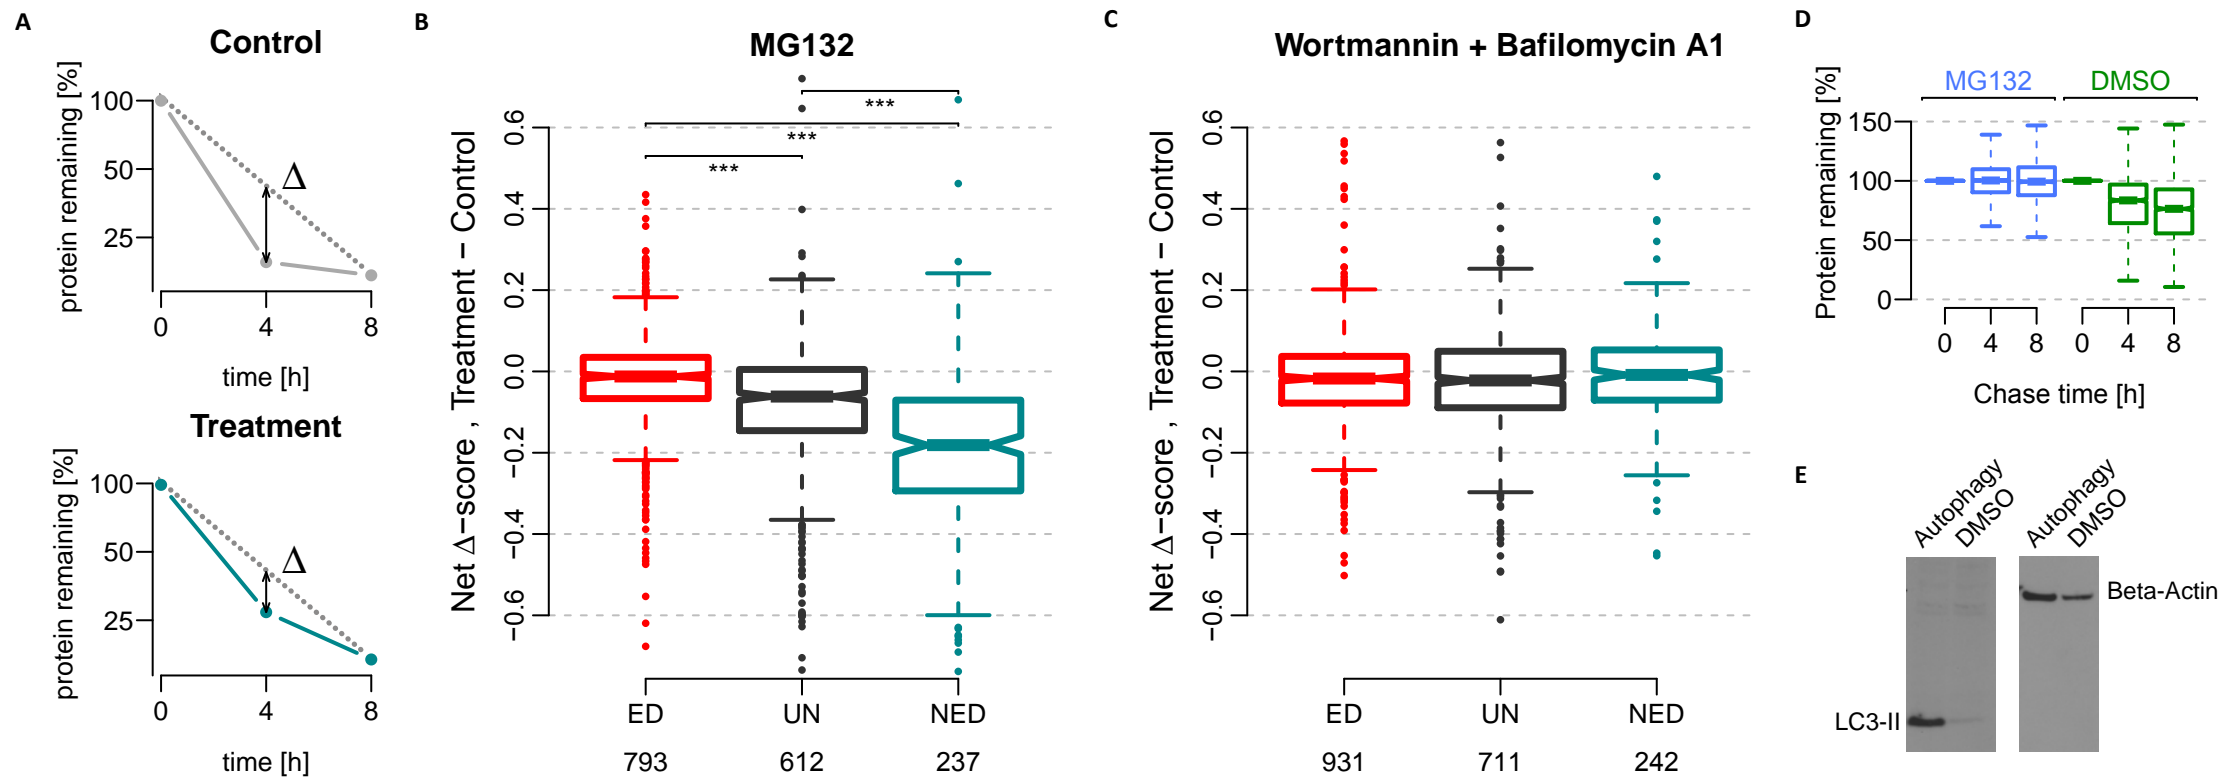 A
Control
protein remaining [%]
100
50
25
Δ
0 4 8
time [h]
Treatment
protein remaining [%]
100
50
25
Δ
0 4 8
time [h]
B
MG132
Net Δ−score , Treatment − Control
0.6
0.4
0.2
0.0
−0.2
−0.4
−0.6
***
***
***
ED UN NED
793 612 237
C
Wortmannin + Bafilomycin A1
Net Δ−score , Treatment − Control
0.6
0.4
0.2
0.0
−0.2
−0.4
−0.6
ED UN NED
931 711 242
D
MG132 DMSO
Protein remaining [%]
150
100
50
0
0 4 8 0 4 8
Chase time [h]
E
Autophagy
DMSO
Autophagy
DMSO
Beta-Actin
LC3-II